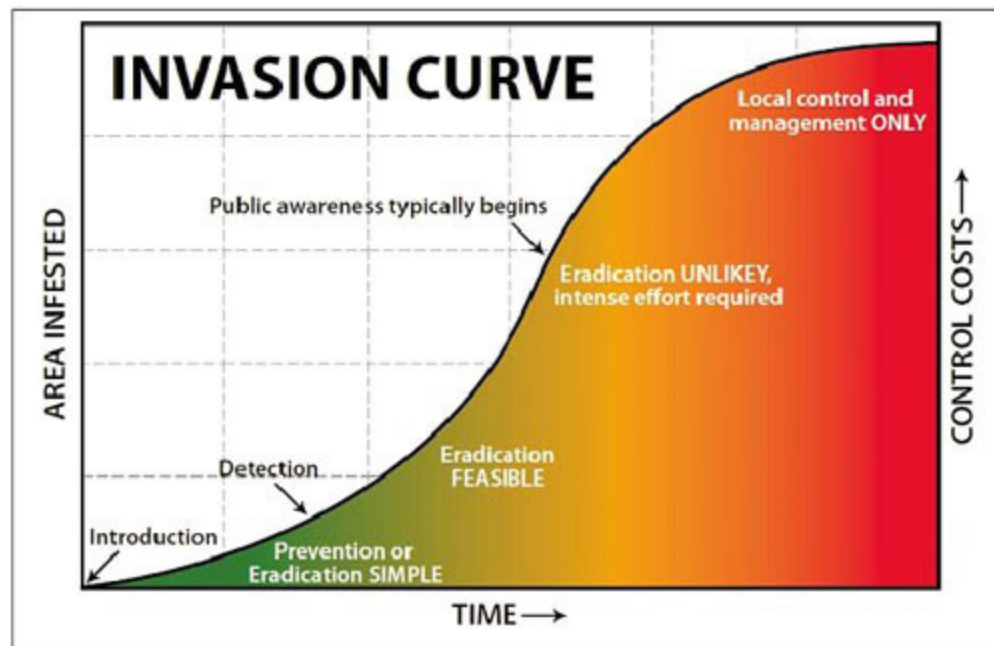 INVASION CURVE
Local control and
management ONLY
Public awareness typically begins
Eradication UNLIKEY,
intense effort required
Eradication
FEASIBLE
Detection
Introduction
Prevention or
Eradication SIMPLE
AREA INFESTED
CONTROL COSTS→
TIME→